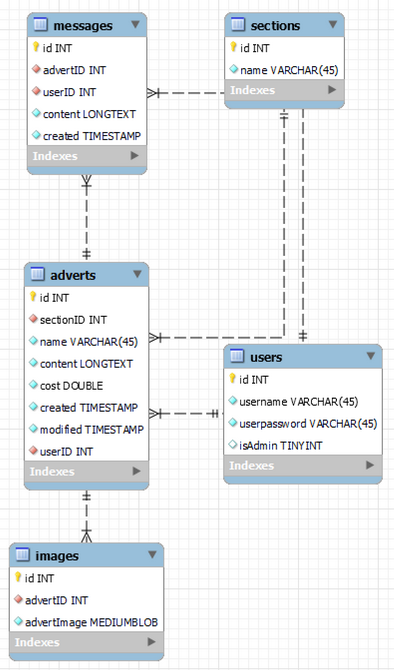 messages
id INT
advertID INT
userID INT
content LONGTEXT
created TIMESTAMP
Indexes
sections
id INT
name VARCHAR(45)
Indexes
adverts
id INT
sectionID INT
name VARCHAR(45)
content LONGTEXT
cost DOUBLE
created TIMESTAMP
modified TIMESTAMP
userID INT
Indexes
users
id INT
username VARCHAR(45)
userpassword VARCHAR(45)
isAdmin TINYINT
Indexes
images
id INT
advertID INT
advertImage MEDIUMBLOB
Indexes